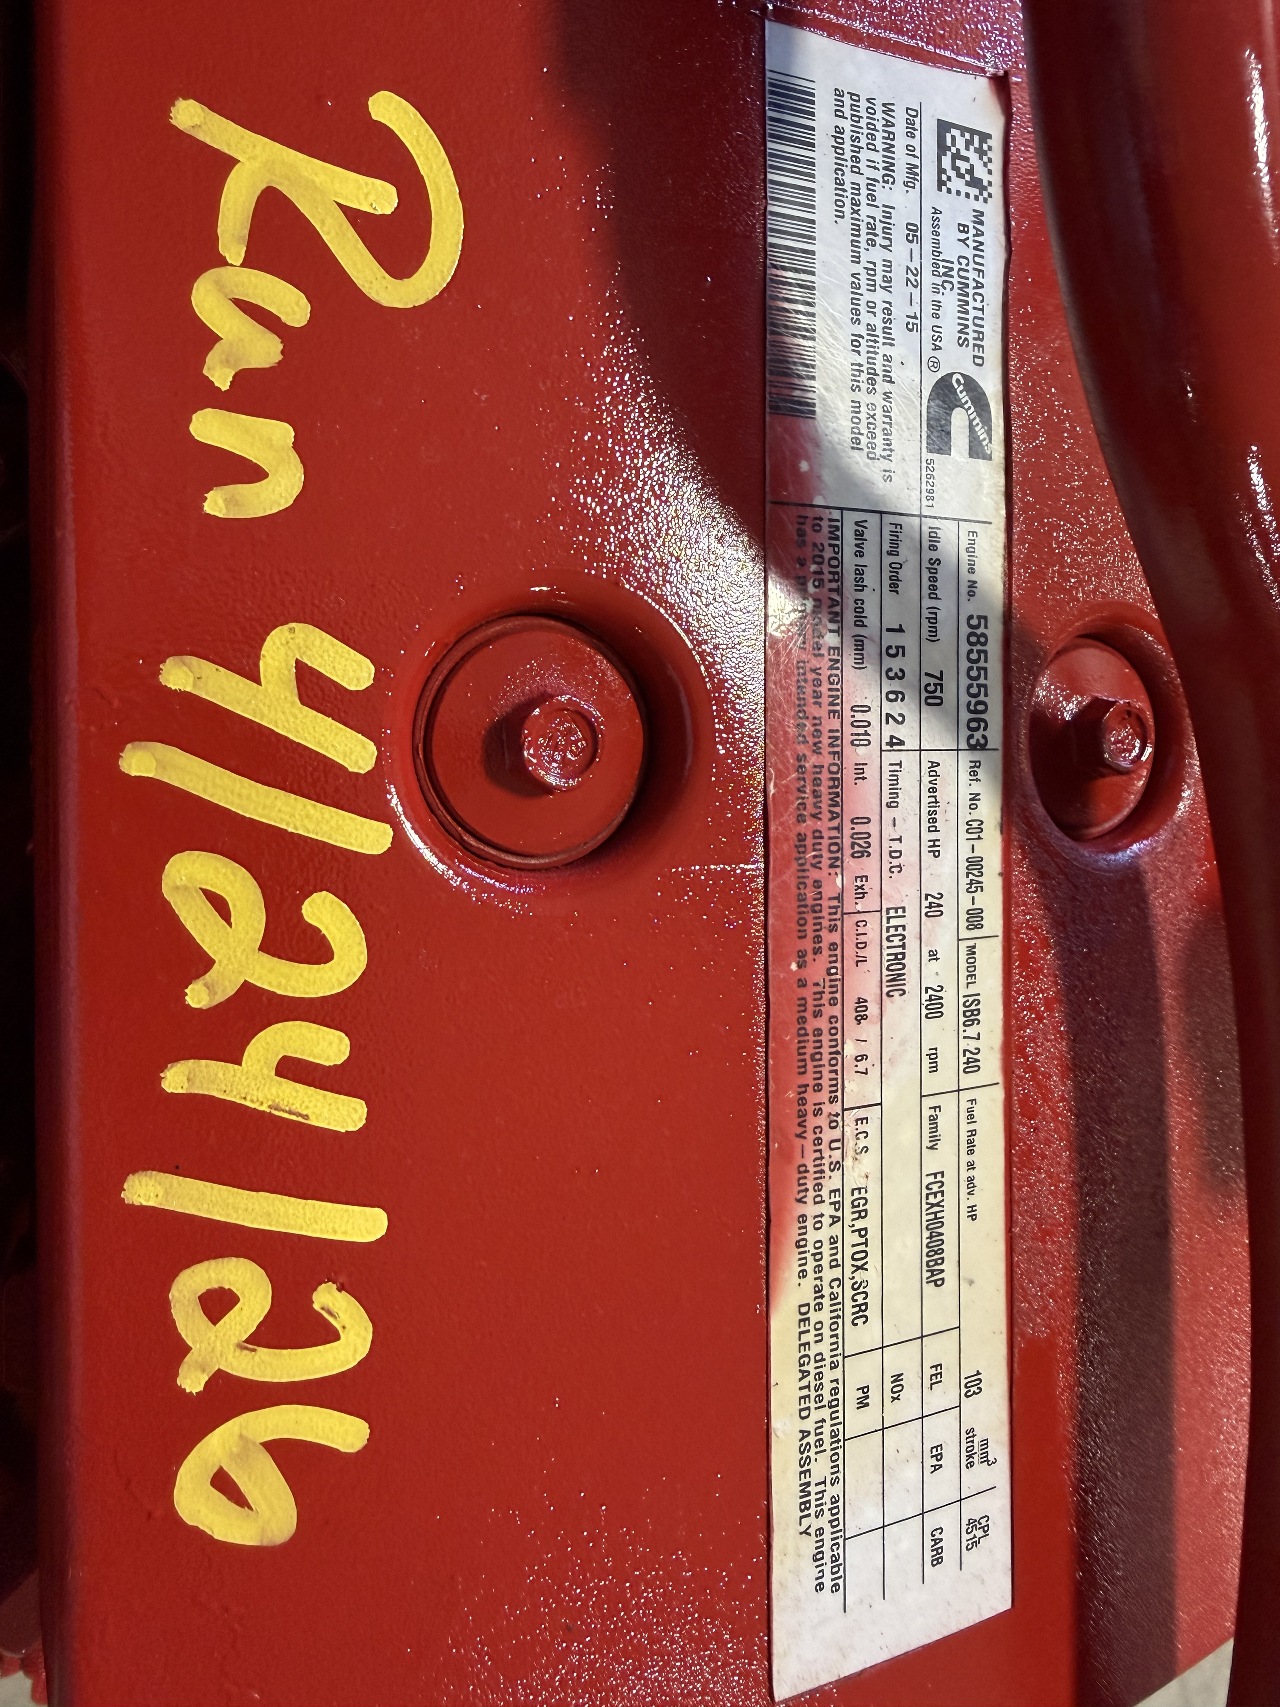 MANUFACTURED
BY CUMMINS
INC.
Assembled in the USA ®
cummins
5262981
Date of Mfg. 05-22-15
WARNING: Injury may result and warranty is
voided if fuel rate, rpm or altitudes exceed
published maximum values for this model
and application.
Engine No. 58555963 Ref. No. C01-00245-008 MODEL ISB6.7 240 Fuel Rate at adv. HP 103 mm³ stroke CPL 4515
Idle Speed (rpm) 750 Advertised HP 240 at 2400 rpm Family FCEXH0408BAP FEL EPA CARB
Firing Order 1 5 3 6 2 4 Timing - T.D.C. ELECTRONIC NOx
Valve lash cold (mm) 0.010 Int. 0.026 Exh. C.I.D./L 408 / 6.7 E.C.S. EGR,PTOX,SCRC PM
IMPORTANT ENGINE INFORMATION: This engine conforms to U.S. EPA and California regulations applicable
to 2015 model year new heavy duty engines. This engine is certified to operate on diesel fuel. This engine
has a primary intended service application as a medium heavy-duty engine. DELEGATED ASSEMBLY
Run 4/24/26